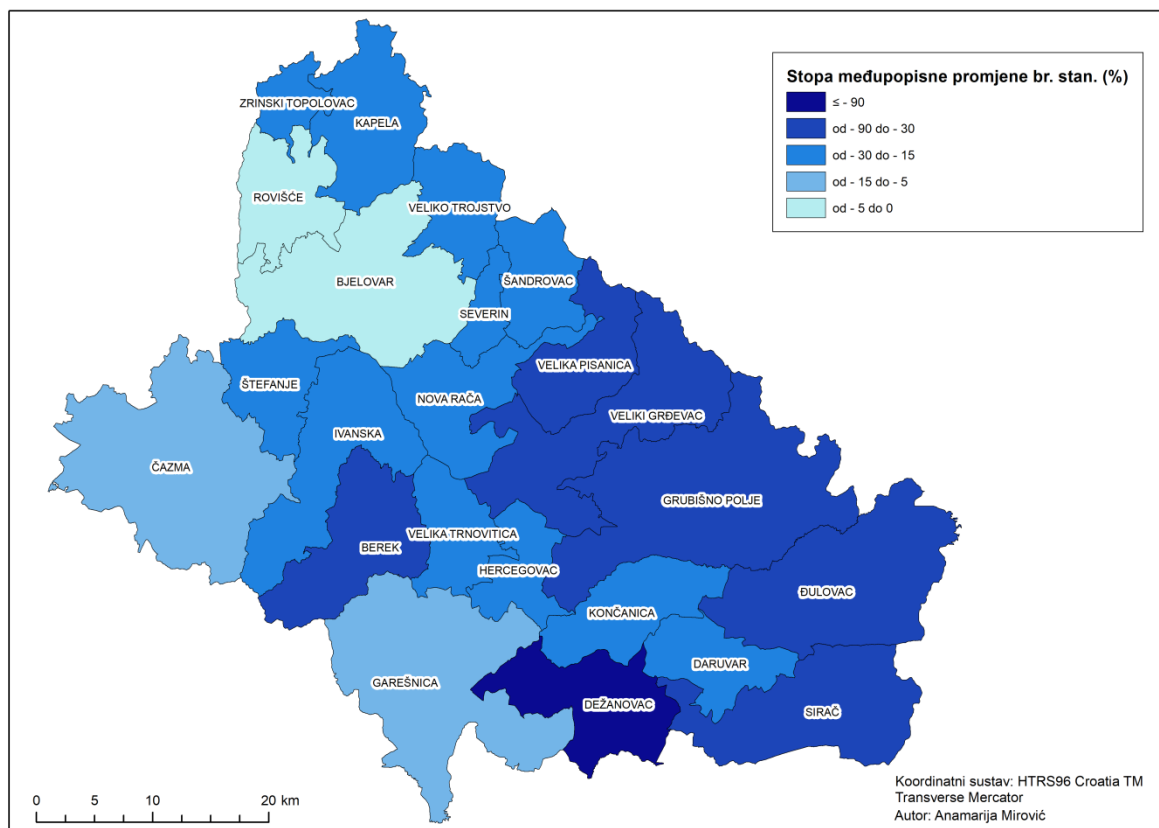 Stopa međupopisne promjene br. stan. (%)
≤ - 90
od - 90 do - 30
od - 30 do - 15
od - 15 do - 5
od - 5 do 0
ZRINSKI TOPOLOVAC
KAPELA
ROVIŠĆE
VELIKO TROJSTVO
BJELOVAR
ŠANDROVAC
SEVERIN
VELIKA PISANICA
ŠTEFANJE
NOVA RAČA
VELIKI GRĐEVAC
IVANSKA
ČAZMA
GRUBIŠNO POLJE
VELIKA TRNOVITICA
BEREK
HERCEGOVAC
ĐULOVAC
KONČANICA
DARUVAR
GAREŠNICA
DEŽANOVAC
SIRAČ
0 5 10 20 km
Koordinatni sustav: HTRS96 Croatia TM
Transverse Mercator
Autor: Anamarija Mirović